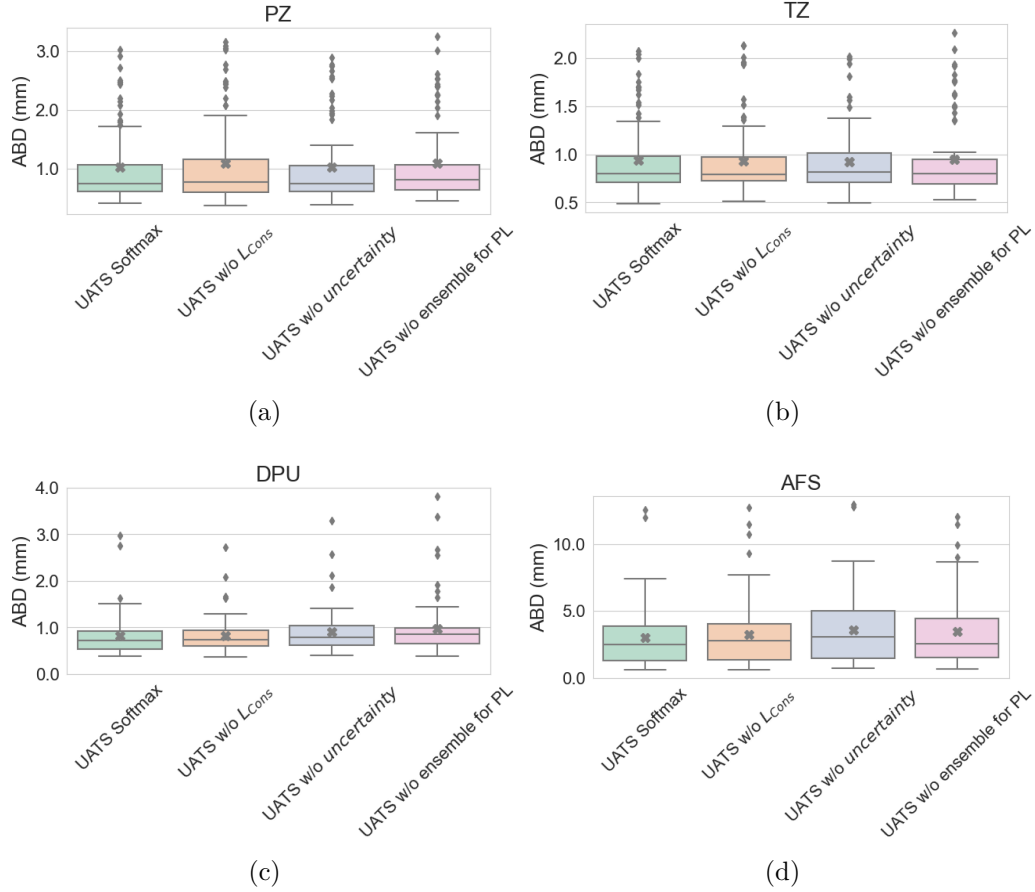 PZ
ABD (mm)
3.0
2.0
1.0
UATS Softmax
UATS w/o L_Cons
UATS w/o uncertainty
UATS w/o ensemble for PL
(a)
TZ
ABD (mm)
2.0
1.5
1.0
0.5
UATS Softmax
UATS w/o L_Cons
UATS w/o uncertainty
UATS w/o ensemble for PL
(b)
DPU
ABD (mm)
4.0
3.0
2.0
1.0
0.0
UATS Softmax
UATS w/o L_Cons
UATS w/o uncertainty
UATS w/o ensemble for PL
(c)
AFS
ABD (mm)
10.0
5.0
0.0
UATS Softmax
UATS w/o L_Cons
UATS w/o uncertainty
UATS w/o ensemble for PL
(d)